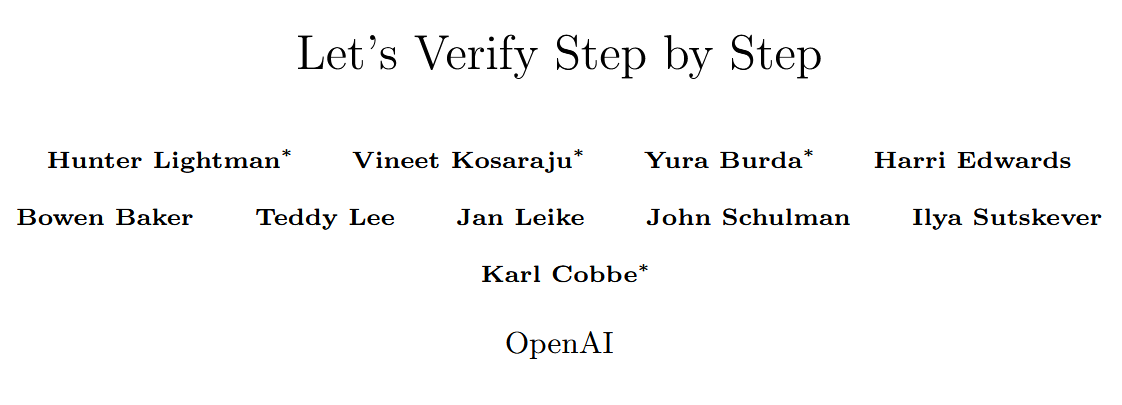 Let's Verify Step by Step
Hunter Lightman* Vineet Kosaraju* Yura Burda* Harri Edwards
Bowen Baker Teddy Lee Jan Leike John Schulman Ilya Sutskever
Karl Cobbe*
OpenAI